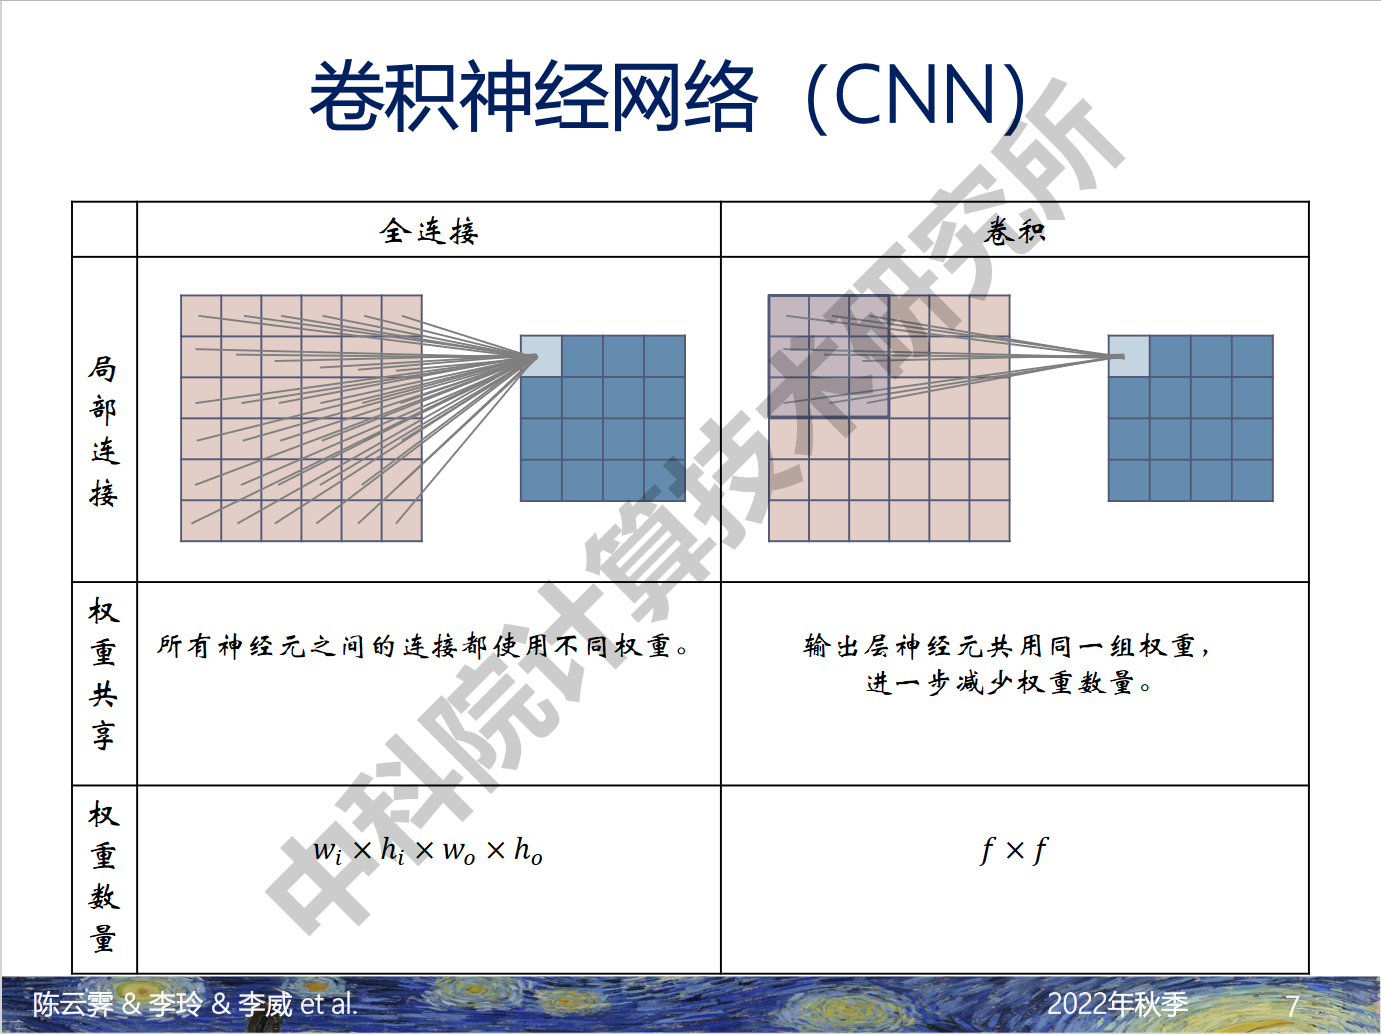 卷积神经网络（CNN）
全连接
卷积
局部连接
权重共享
所有神经元之间的连接都使用不同权重。
输出层神经元共用同一组权重，
进一步减少权重数量。
权重数量
w_i × h_i × w_o × h_o
f × f
中科院计算技术研究所
陈云霁 & 李玲 & 李威 et al.
2022年秋季
7